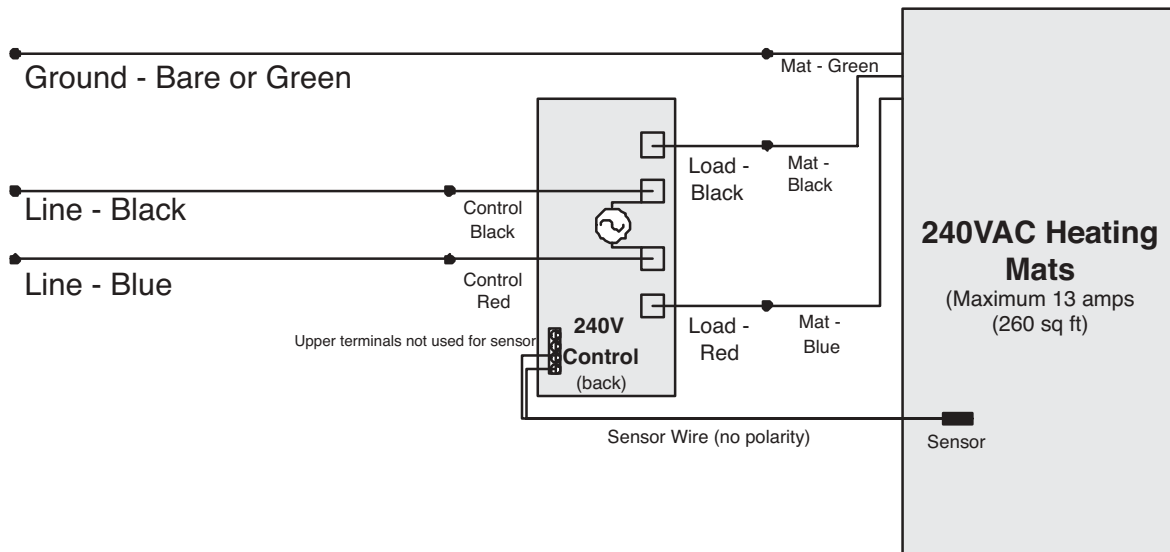 Ground - Bare or Green
Mat - Green
Line - Black
Control
Black
Load -
Black
Mat -
Black
Line - Blue
Control
Red
Load -
Red
Mat -
Blue
Upper terminals not used for sensor
240V
Control
(back)
240VAC Heating
Mats
(Maximum 13 amps
(260 sq ft)
Sensor Wire (no polarity)
Sensor